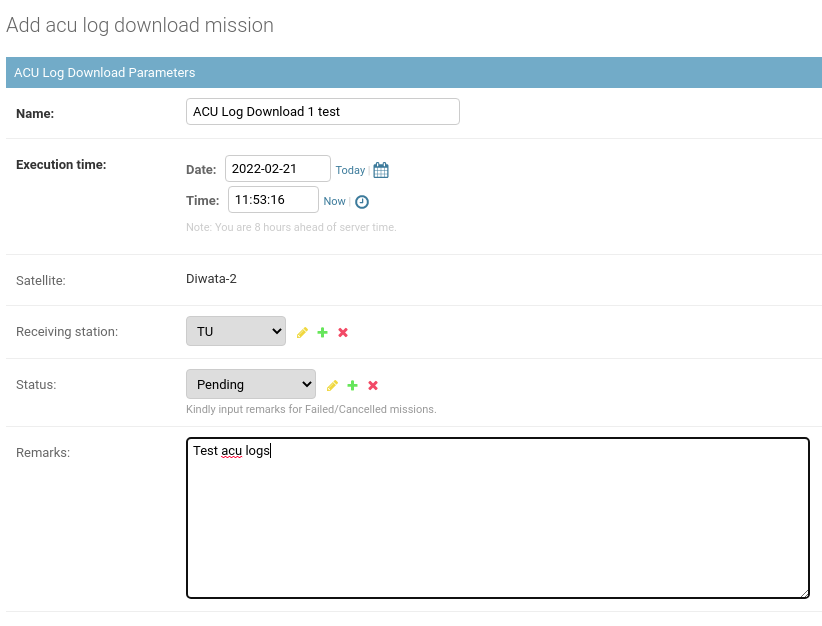 Add acu log download mission
ACU Log Download Parameters
Name: ACU Log Download 1 test
Execution time: Date: 2022-02-21 Today
Time: 11:53:16 Now
Note: You are 8 hours ahead of server time.
Satellite: Diwata-2
Receiving station: TU
Status: Pending
Kindly input remarks for Failed/Cancelled missions.
Remarks: Test acu logs